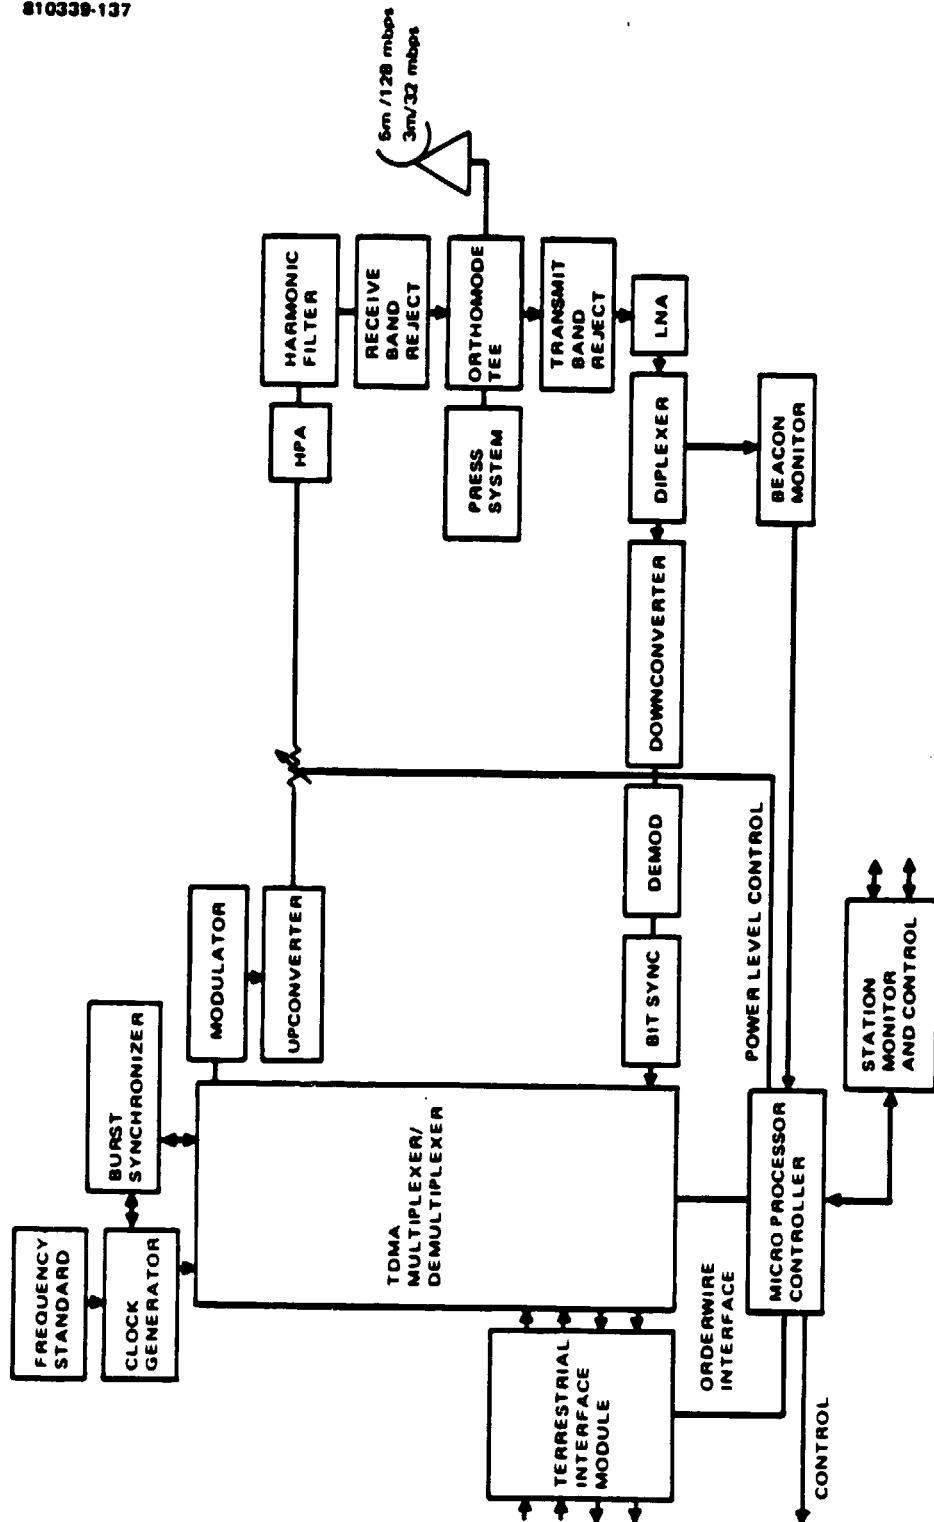 810339-137
5m /128 mbps
3m/32 mbps
HARMONIC
FILTER
RECEIVE
BAND
REJECT
ORTHOMODE
TEE
TRANSMIT
BAND
REJECT
LNA
HPA
PRESS
SYSTEM
DIPLEXER
BEACON
MONITOR
DOWNCONVERTER
DEMOD
BIT SYNC
POWER LEVEL CONTROL
MODULATOR
UPCONVERTER
BURST
SYNCHRONIZER
FREQUENCY
STANDARD
CLOCK
GENERATOR
TDMA
MULTIPLEXER/
DEMULTIPLEXER
STATION
MONITOR
AND CONTROL
MICRO PROCESSOR
CONTROLLER
ORDERWIRE
INTERFACE
TERRESTRIAL
INTERFACE
MODULE
CONTROL